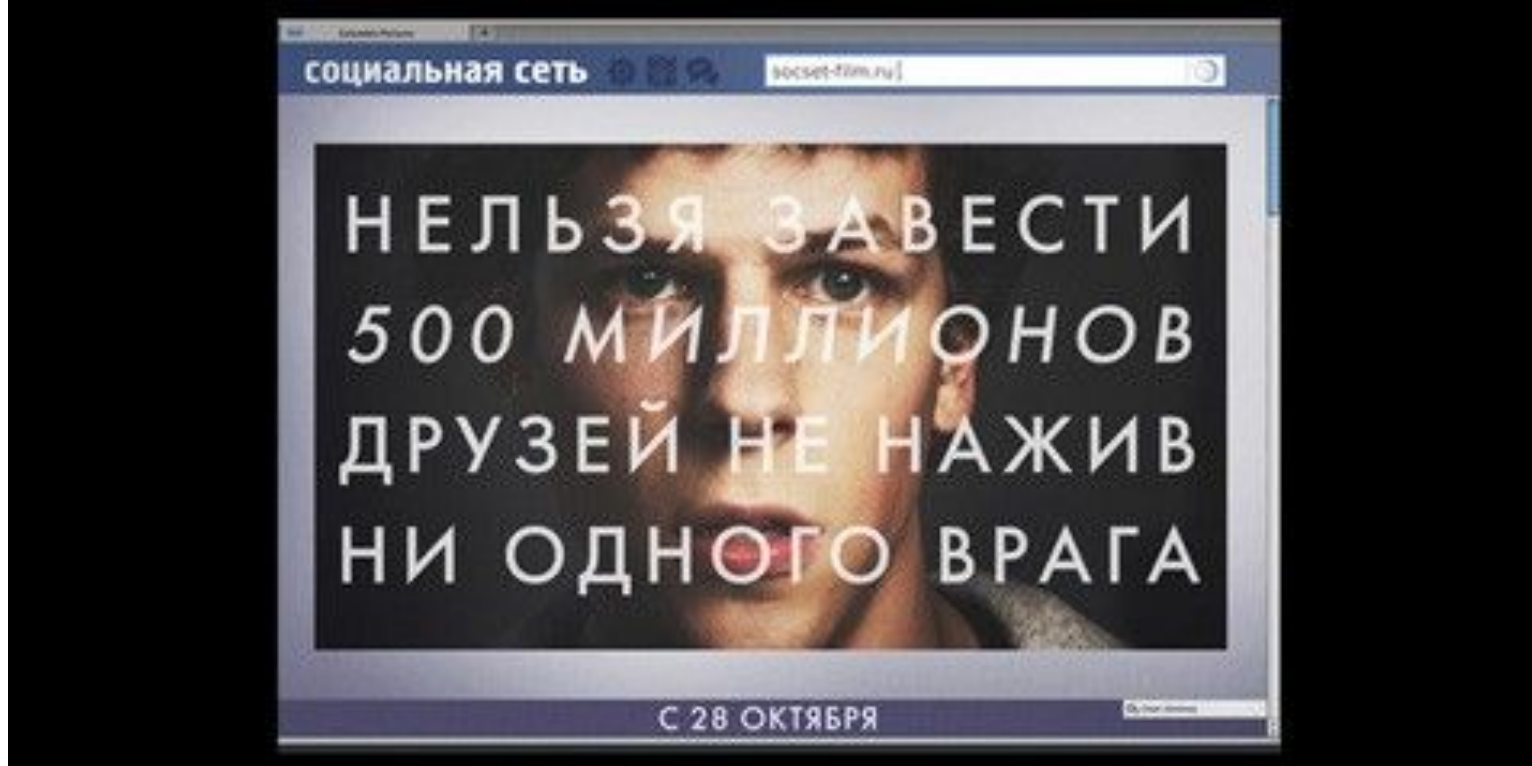 социальная сеть
socset-film.ru
НЕЛЬЗЯ ЗАВЕСТИ
500 МИЛЛИОНОВ
ДРУЗЕЙ НЕ НАЖИВ
НИ ОДНОГО ВРАГА
С 28 ОКТЯБРЯ